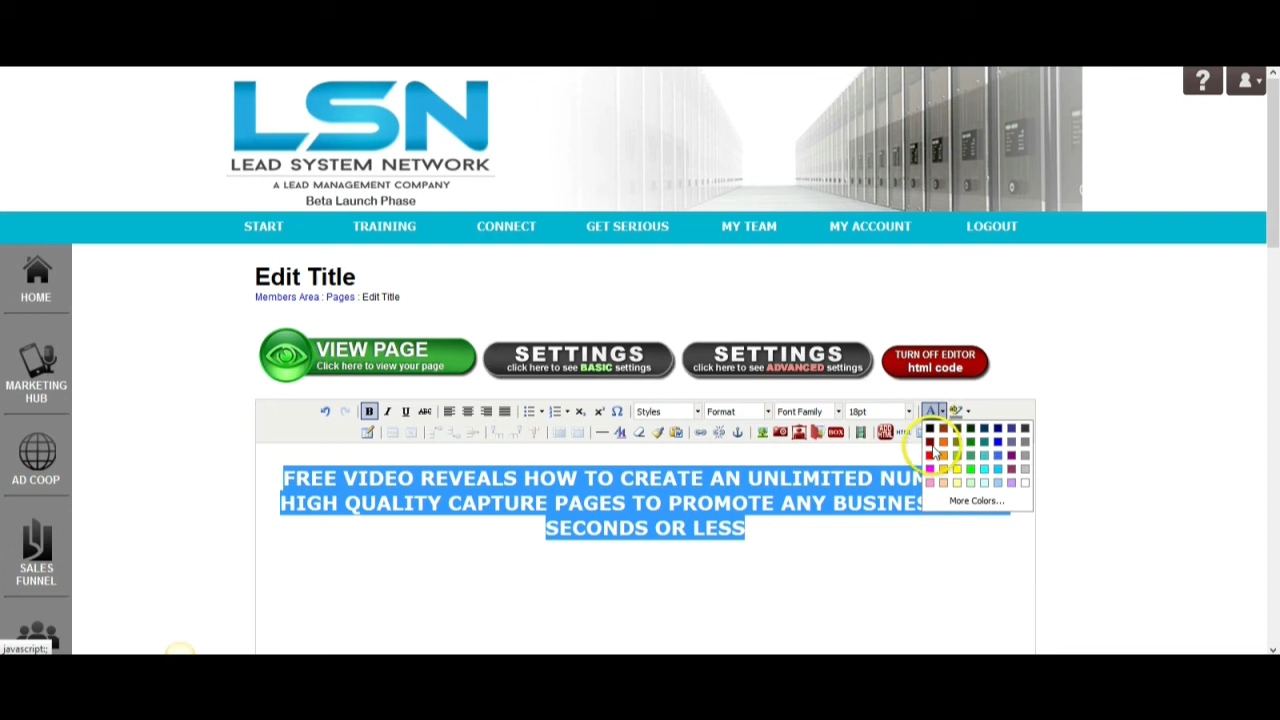 LSN
LEAD SYSTEM NETWORK
A LEAD MANAGEMENT COMPANY
Beta Launch Phase
?
START TRAINING CONNECT GET SERIOUS MY TEAM MY ACCOUNT LOGOUT
HOME
MARKETING
HUB
AD COOP
SALES
FUNNEL
Edit Title
Members Area : Pages : Edit Title
VIEW PAGE
Click here to view your page
SETTINGS
click here to see BASIC settings
SETTINGS
click here to see ADVANCED settings
TURN OFF EDITOR
html code
B I U ABC Styles Format Font Family 18pt A
BOX
FREE VIDEO REVEALS HOW TO CREATE AN UNLIMITED NUM
HIGH QUALITY CAPTURE PAGES TO PROMOTE ANY BUSINES
SECONDS OR LESS
More Colors...
javascript:;